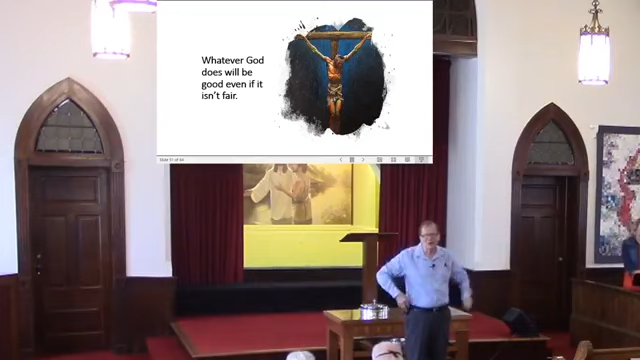 Whatever God
does will be
good even if it
isn't fair.